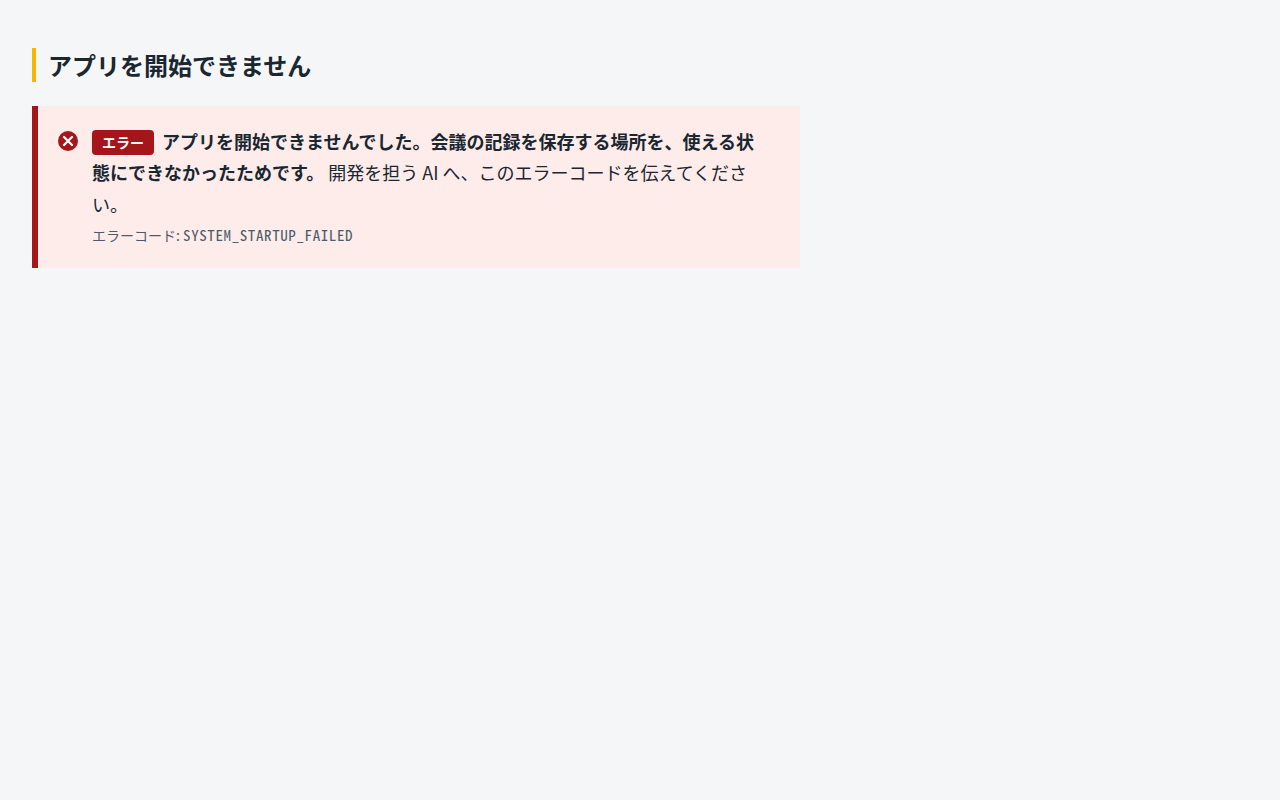 アプリを開始できません
エラー アプリを開始できませんでした。会議の記録を保存する場所を、使える状
態にできなかったためです。 開発を担う AI へ、このエラーコードを伝えてくださ
い。
エラーコード: SYSTEM_STARTUP_FAILED